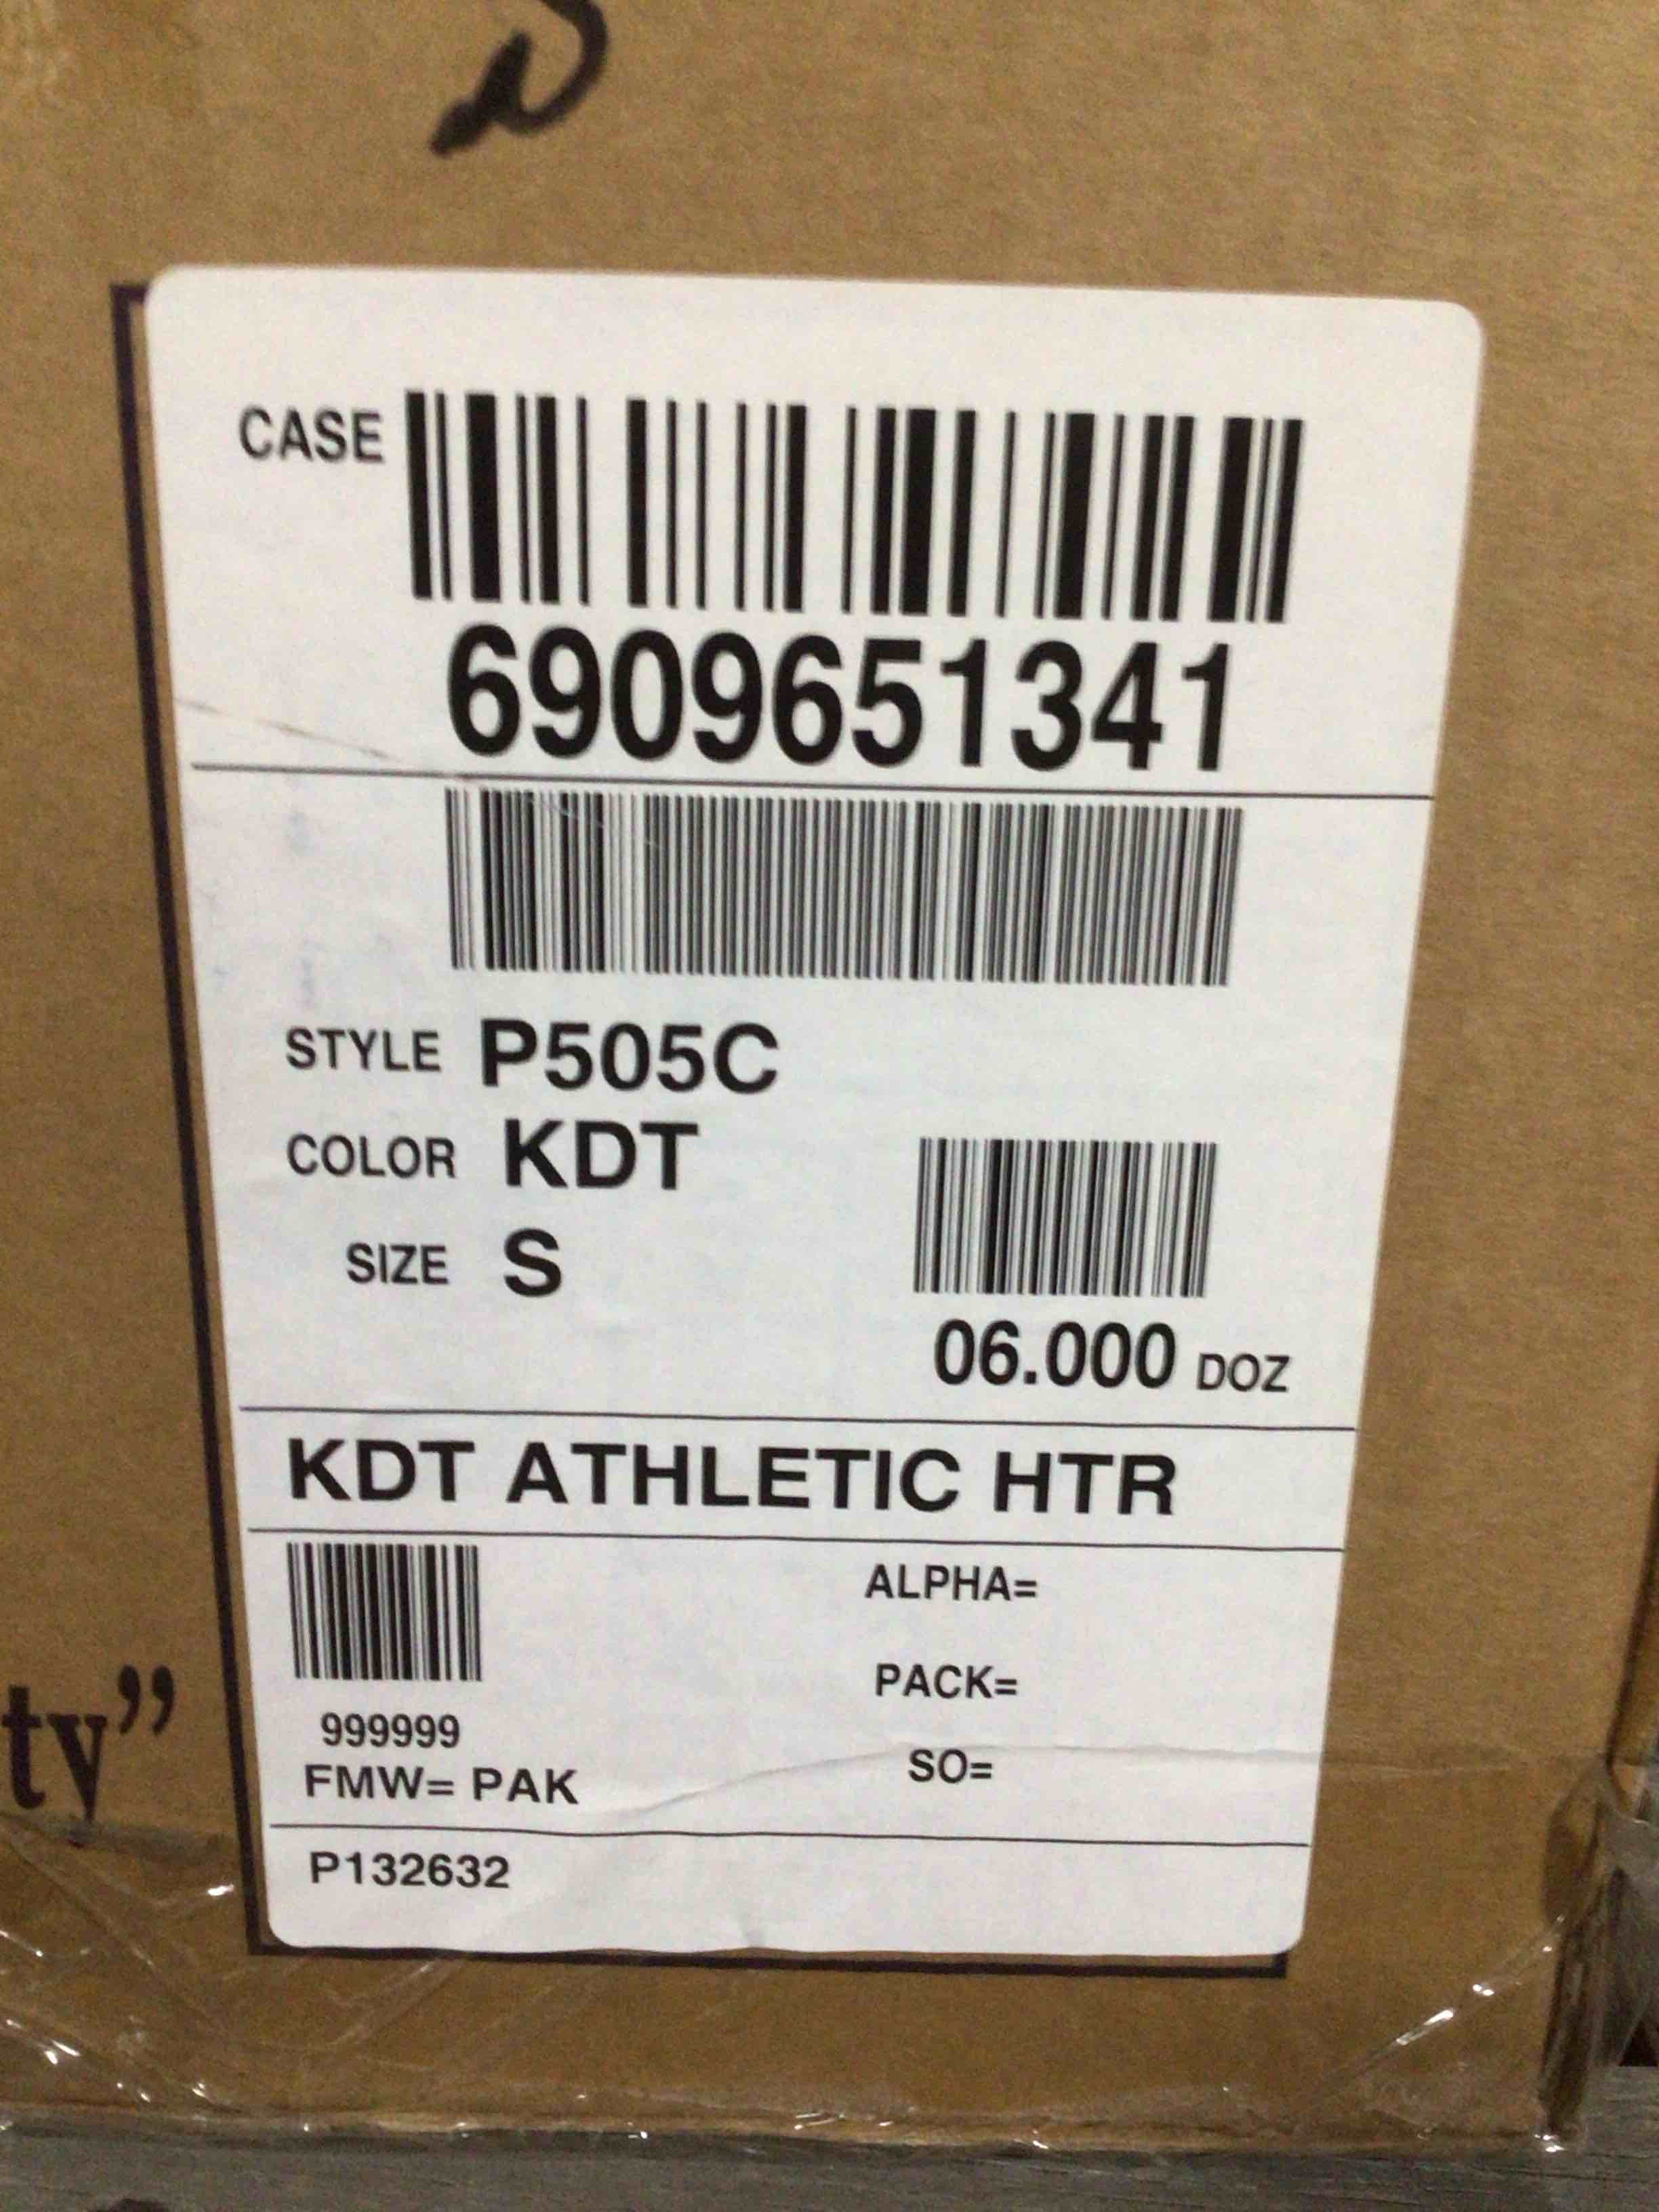 S
CASE
6909651341
STYLE P505C
COLOR KDT
SIZE S
06.000 DOZ
KDT ATHLETIC HTR
ALPHA=
PACK=
999999
SO=
FMW= PAK
P132632
ty”